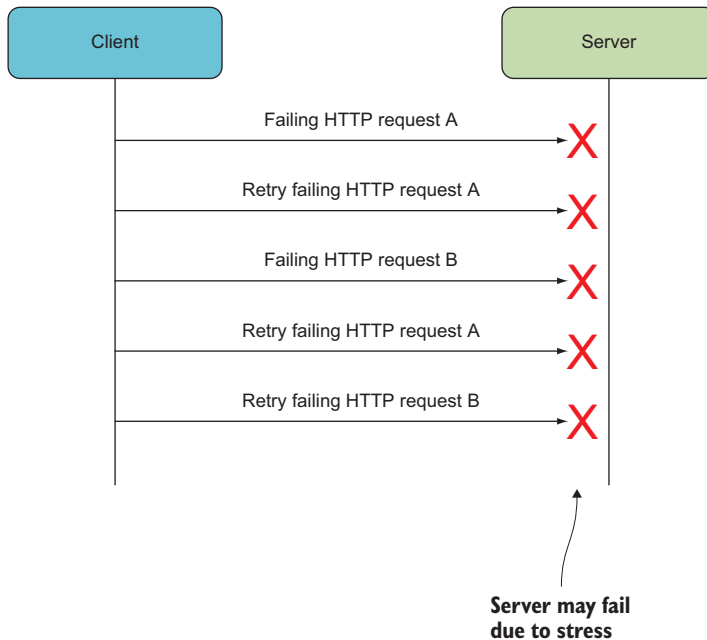 Client
Server
Failing HTTP request A
X
Retry failing HTTP request A
X
Failing HTTP request B
X
Retry failing HTTP request A
X
Retry failing HTTP request B
X
Server may fail
due to stress